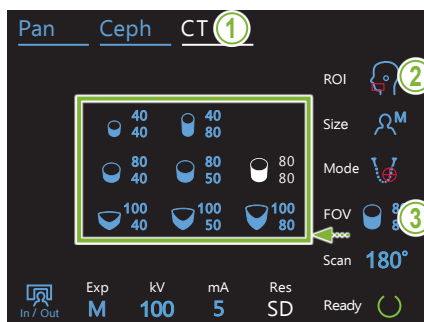 Pan Ceph CT 1
ROI 2
40 40
40 80
Size M
80 80 80
40 50 80
Mode
100 100 100
40 50 80
FOV 8 3
Scan 180°
Exp kV mA Res
In / Out M 100 5 SD Ready